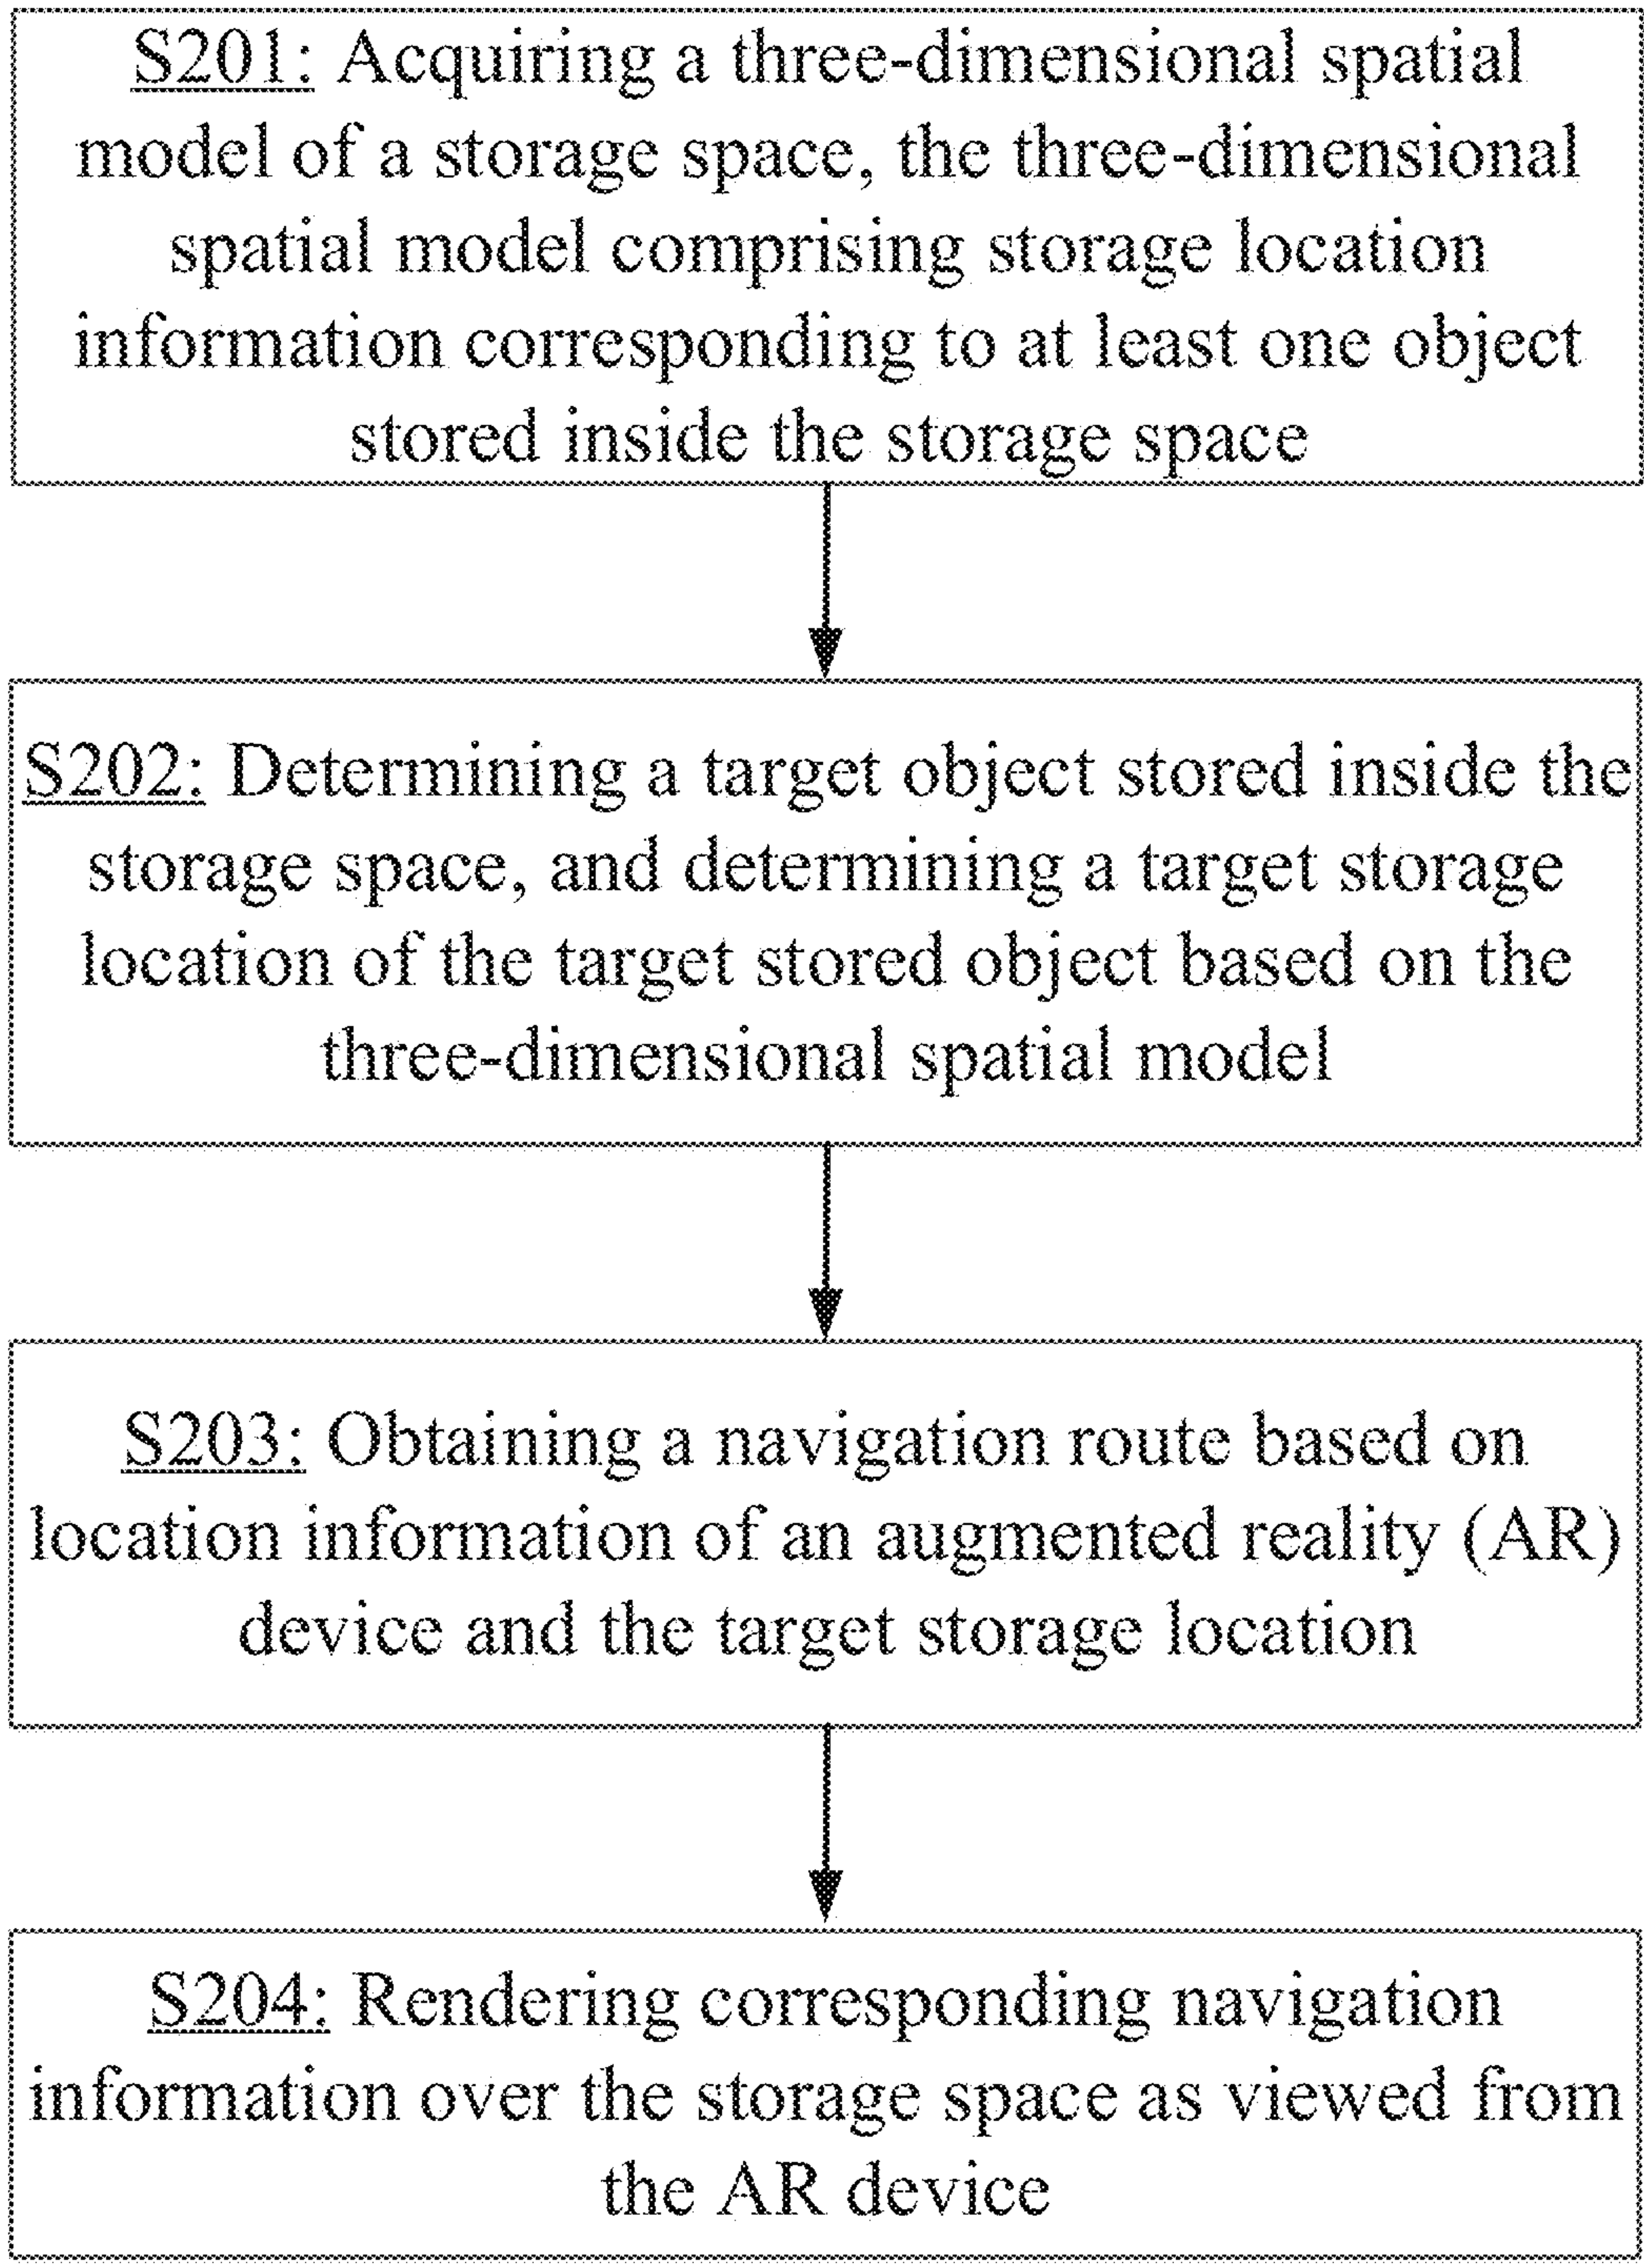 S201: Acquiring a three-dimensional spatial
model of a storage space, the three-dimensional
spatial model comprising storage location
information corresponding to at least one object
stored inside the storage space
S202: Determining a target object stored inside the
storage space, and determining a target storage
location of the target stored object based on the
three-dimensional spatial model
S203: Obtaining a navigation route based on
location information of an augmented reality (AR)
device and the target storage location
S204: Rendering corresponding navigation
information over the storage space as viewed from
the AR device